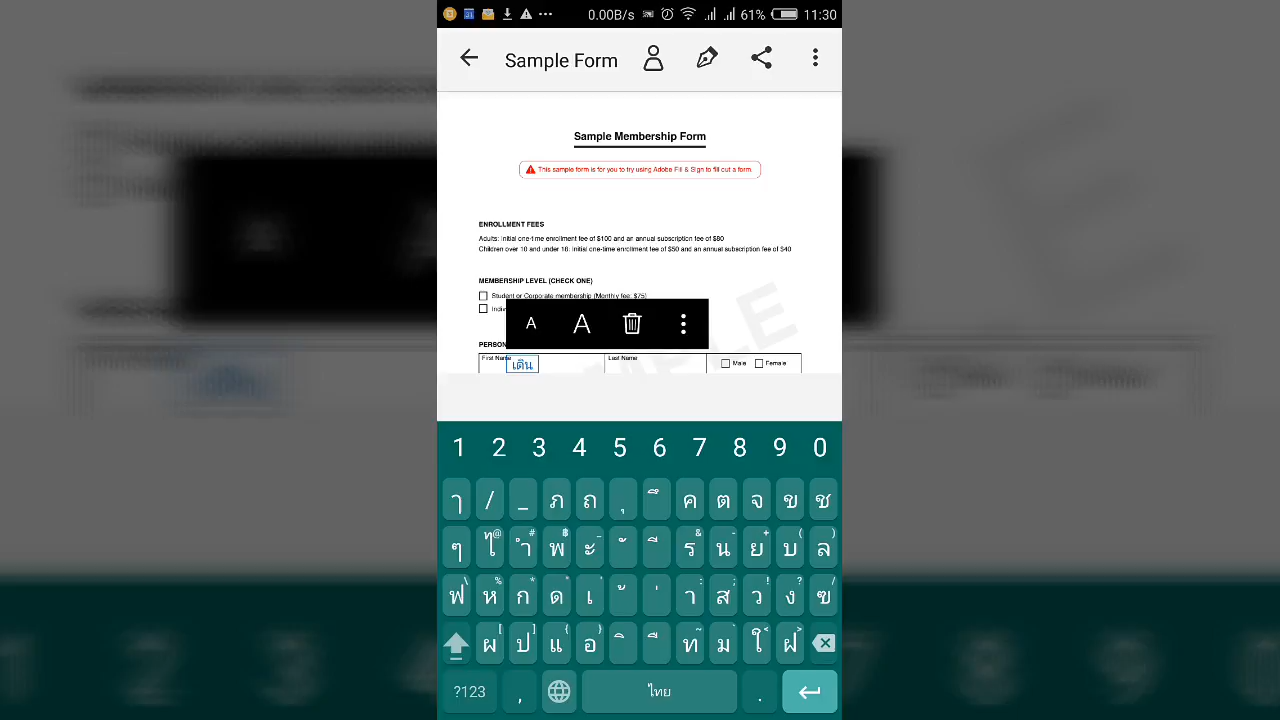 0.00B/s 61% 11:30
Sample Form
Sample Membership Form
This sample form is for you to try using Adobe Fill & Sign to fill out a form.
ENROLLMENT FEES
Adults: Initial one-time enrollment fee of $100 and an annual subscription fee of $80
Children over 10 and under 18: Initial one-time enrollment fee of $50 and an annual subscription fee of $40
MEMBERSHIP LEVEL (CHECK ONE)
Student or Corporate membership (Monthly fee: $75)
A A
First Name เดิน Last Name Male Female
1 2 3 4 5 6 7 8 9 0
ๅ / _ ภ ถ ุ ึ ค ต จ ข ช
ๆ ไ ำ พ ะ ั ี ร น ย บ ล
ฟ ห ก ด เ ้ ่ า ส ว ง ฃ
ผ ป แ อ ิ ื ท ม ใ ฝ
?123 , ไทย .